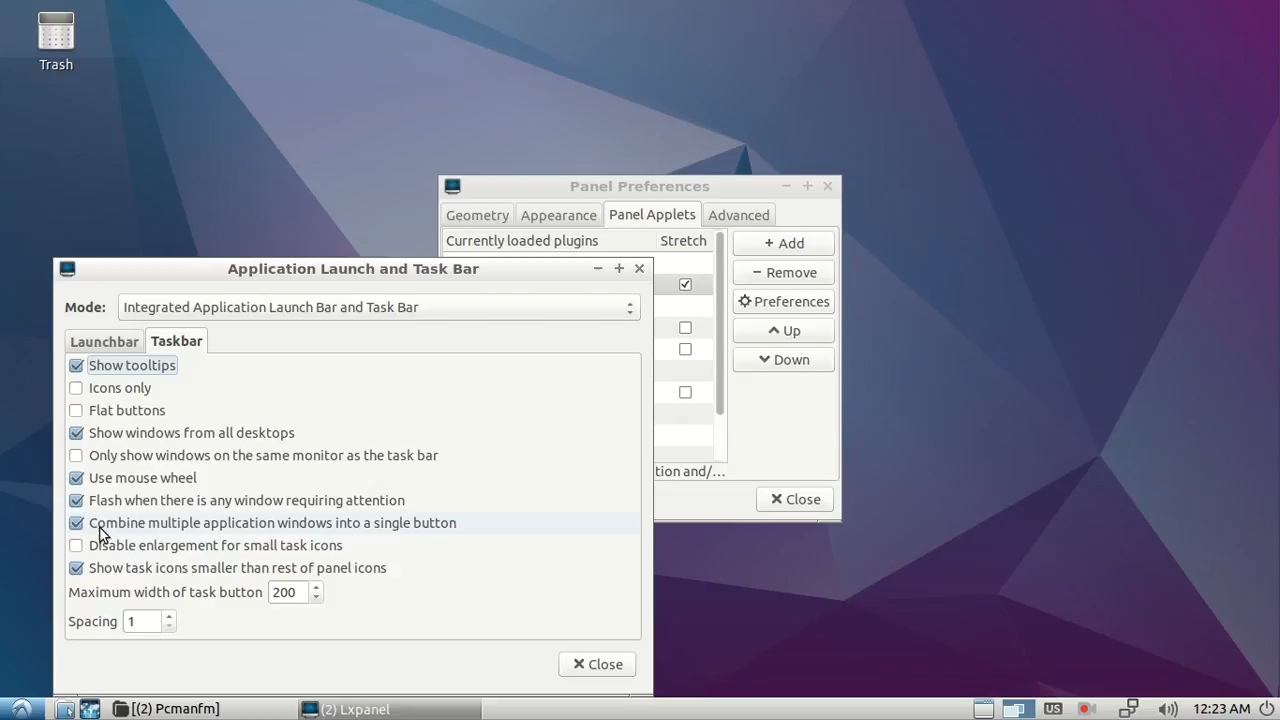 Trash
Panel Preferences
Geometry Appearance Panel Applets Advanced
Currently loaded plugins Stretch
Add
Remove
Preferences
Up
Down
tion and/...
Close
Application Launch and Task Bar
Mode: Integrated Application Launch Bar and Task Bar
Launchbar Taskbar
Show tooltips
Icons only
Flat buttons
Show windows from all desktops
Only show windows on the same monitor as the task bar
Use mouse wheel
Flash when there is any window requiring attention
Combine multiple application windows into a single button
Disable enlargement for small task icons
Show task icons smaller than rest of panel icons
Maximum width of task button 200
Spacing 1
Close
[(2) Pcmanfm] (2) Lxpanel US 12:23 AM